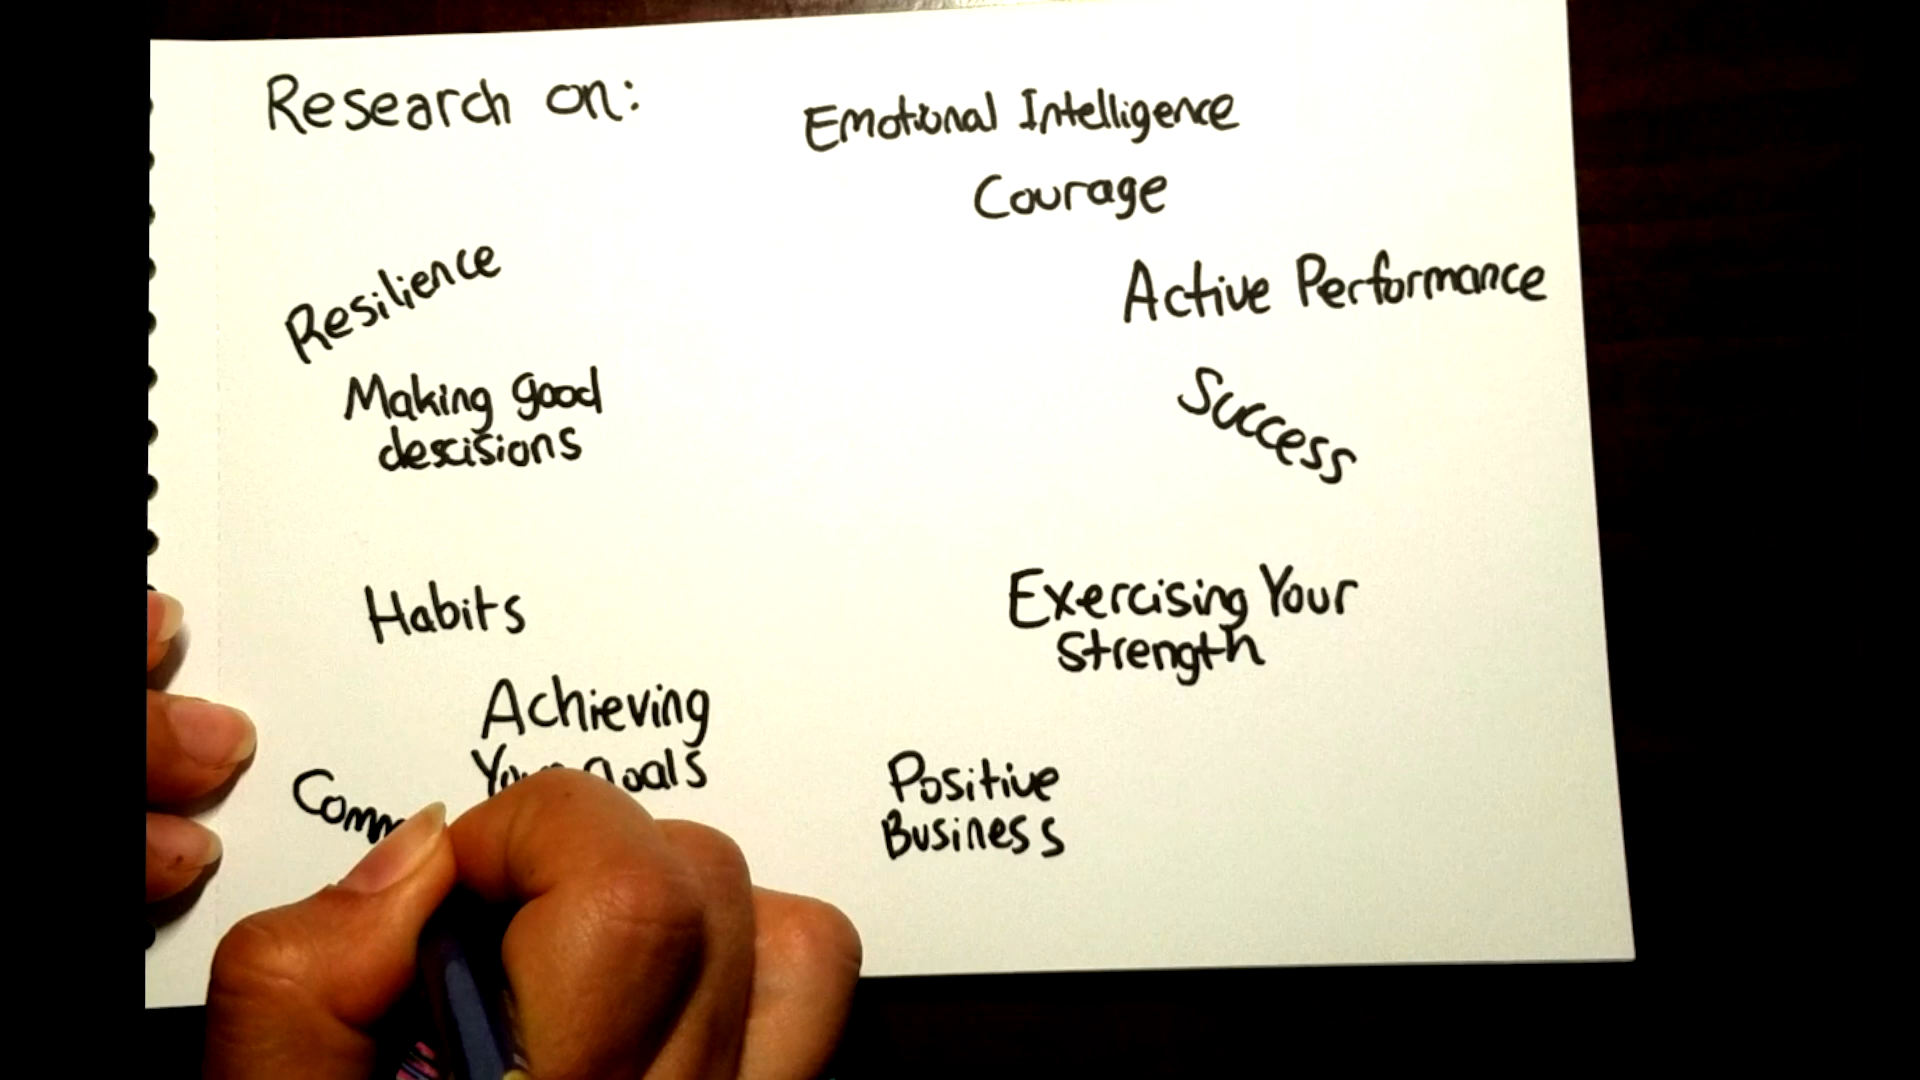 Research on:
Emotional Intelligence
Courage
Resilience
Active Performance
Making good
descisions
Success
Habits
Exercising Your
Strength
Achieving
goals
Positive
Business